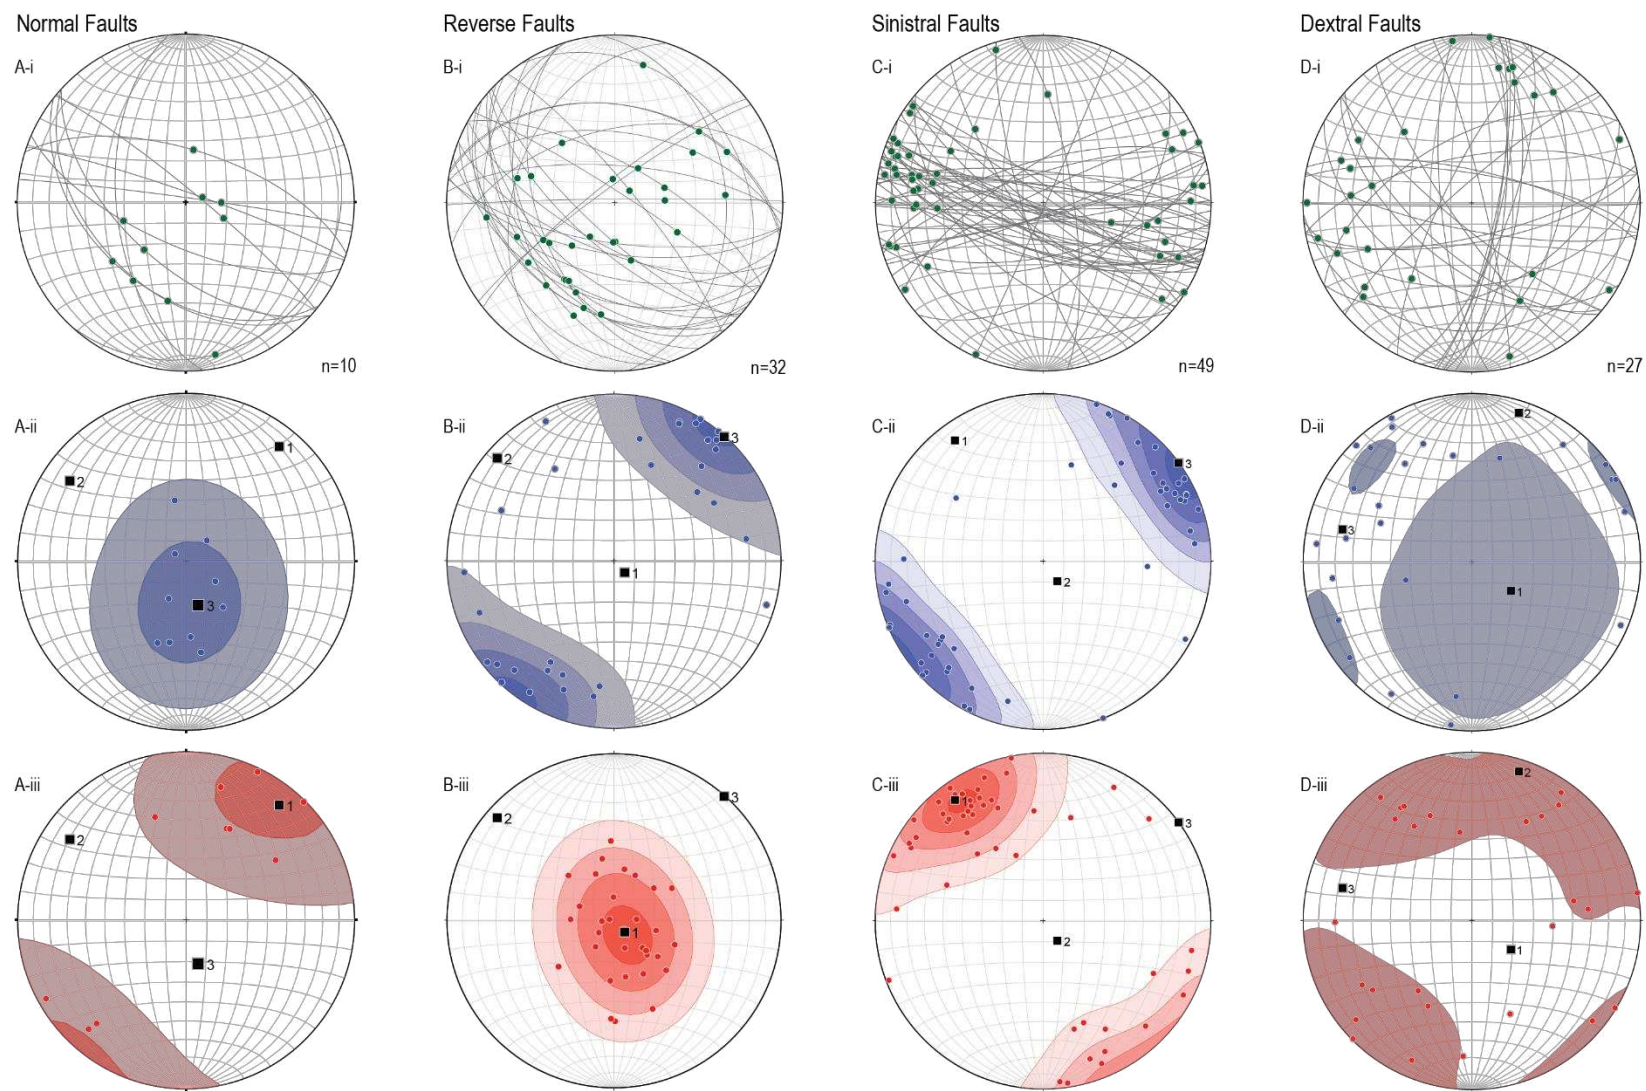 Normal Faults
Reverse Faults
Sinistral Faults
Dextral Faults
A-i
B-i
C-i
D-i
n=10
n=32
n=49
n=27
A-ii
B-ii
C-ii
D-ii
1
2
3
3
2
1
1
3
2
2
3
1
A-iii
B-iii
C-iii
D-iii
1
2
3
3
2
1
1
3
2
2
3
1